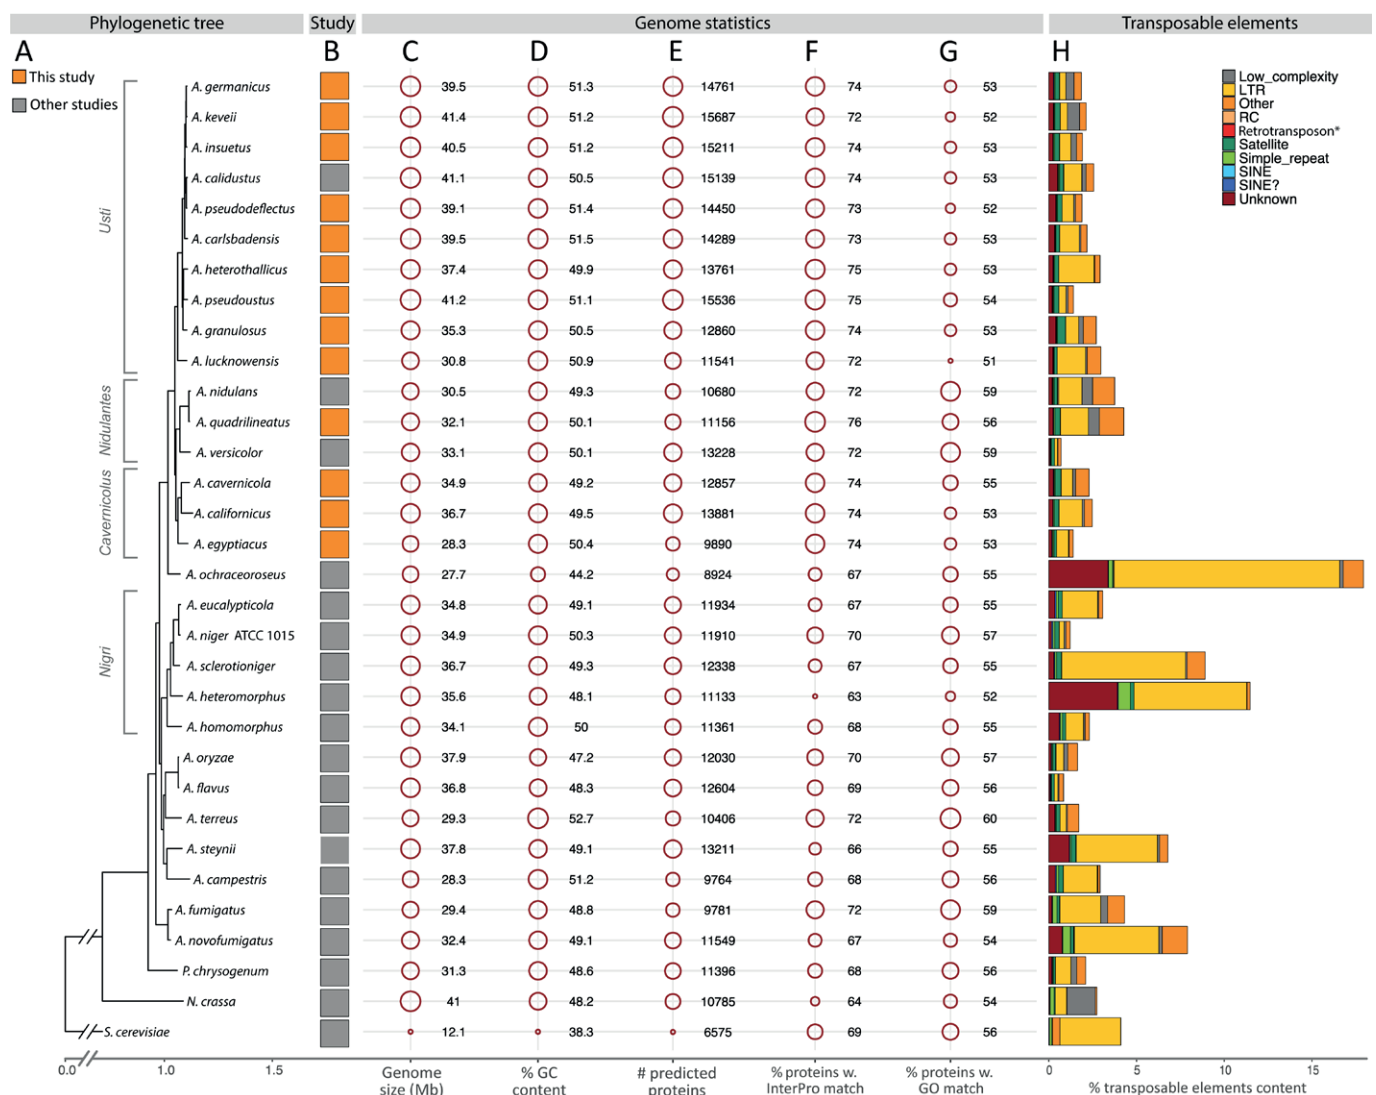 Phylogenetic tree Study Genome statistics Transposable elements
A B C D E F G H
This study
Other studies
Low_complexity
LTR
Other
RC
Retrotransposon*
Satellite
Simple_repeat
SINE
SINE?
Unknown
Usti
Nidulantes
Cavernicolus
Nigri
A. germanicus 39.5 51.3 14761 74 53
A. keveii 41.4 51.2 15687 72 52
A. insuetus 40.5 51.2 15211 74 53
A. calidustus 41.1 50.5 15139 74 53
A. pseudodeflectus 39.1 51.4 14450 73 52
A. carlsbadensis 39.5 51.5 14289 73 53
A. heterothallicus 37.4 49.9 13761 75 53
A. pseudoustus 41.2 51.1 15536 75 54
A. granulosus 35.3 50.5 12860 74 53
A. lucknowensis 30.8 50.9 11541 72 51
A. nidulans 30.5 49.3 10680 72 59
A. quadrilineatus 32.1 50.1 11156 76 56
A. versicolor 33.1 50.1 13228 72 59
A. cavernicola 34.9 49.2 12857 74 55
A. californicus 36.7 49.5 13881 74 53
A. egyptiacus 28.3 50.4 9890 74 53
A. ochraceoroseus 27.7 44.2 8924 67 55
A. eucalypticola 34.8 49.1 11934 67 55
A. niger ATCC 1015 34.9 50.3 11910 70 57
A. sclerotioniger 36.7 49.3 12338 67 55
A. heteromorphus 35.6 48.1 11133 63 52
A. homomorphus 34.1 50 11361 68 55
A. oryzae 37.9 47.2 12030 70 57
A. flavus 36.8 48.3 12604 69 56
A. terreus 29.3 52.7 10406 72 60
A. steynii 37.8 49.1 13211 66 55
A. campestris 28.3 51.2 9764 68 56
A. fumigatus 29.4 48.8 9781 72 59
A. novofumigatus 32.4 49.1 11549 67 54
P. chrysogenum 31.3 48.6 11396 68 56
N. crassa 41 48.2 10785 64 54
S. cerevisiae 12.1 38.3 6575 69 56
0.0 1.0 1.5 0 5 10 15
Genome % GC # predicted % proteins w. % proteins w. % transposable elements content
size (Mb) content proteins InterPro match GO match